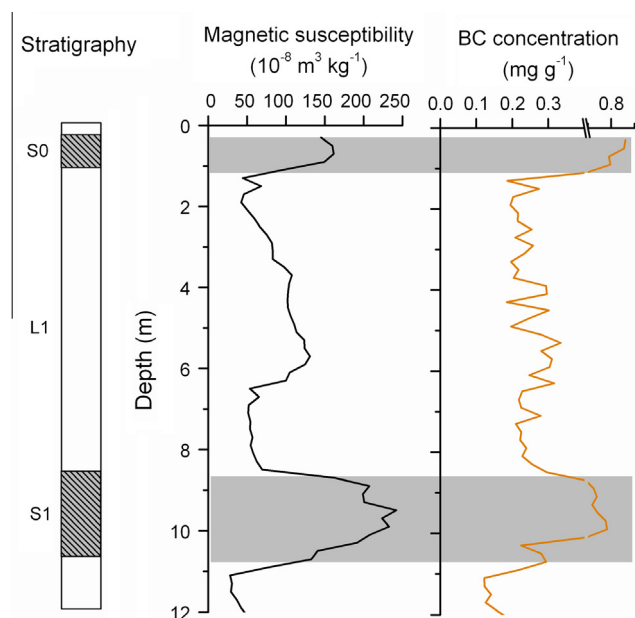 Stratigraphy
Magnetic susceptibility
(10⁻⁸ m³ kg⁻¹)
BC concentration
(mg g⁻¹)
0 50 100 150 200 250
0.0 0.1 0.2 0.3 0.8
S0
L1
S1
Depth (m)
0
2
4
6
8
10
12